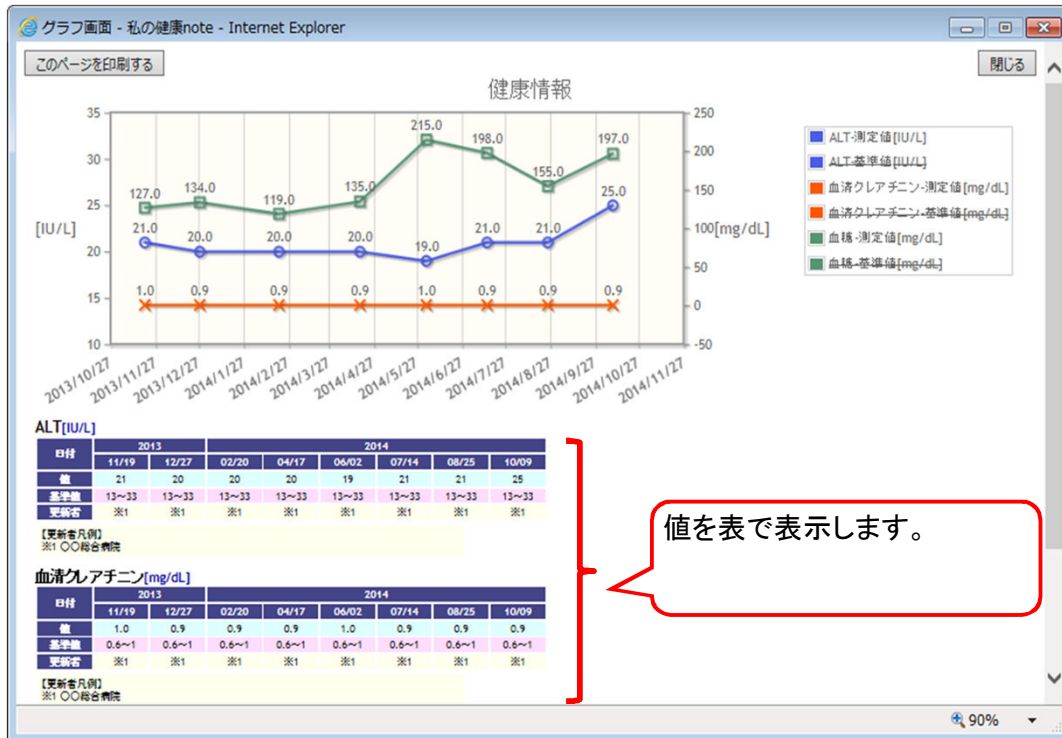 グラフ画面 - 私の健康note - Internet Explorer
このページを印刷する 閉じる
健康情報
35 250
30 200
25 150
[IU/L] 20 100 [mg/dL]
50
15 0
10 -50
127.0 134.0 119.0 135.0 215.0 198.0 155.0 197.0
21.0 20.0 20.0 20.0 19.0 21.0 21.0 25.0
1.0 0.9 0.9 0.9 1.0 0.9 0.9 0.9
2013/10/27 2013/11/27 2013/12/27 2014/1/27 2014/2/27 2014/3/27 2014/4/27 2014/5/27 2014/6/27 2014/7/27 2014/8/27 2014/9/27 2014/10/27 2014/11/27
ALT-測定値[IU/L]
ALT-基準値[IU/L]
血清クレアチニン-測定値[mg/dL]
血清クレアチニン-基準値[mg/dL]
血糖-測定値[mg/dL]
血糖-基準値[mg/dL]
ALT[IU/L]
日付 2013 2014
11/19 12/27 02/20 04/17 06/02 07/14 08/25 10/09
値 21 20 20 20 19 21 21 25
基準値 13～33 13～33 13～33 13～33 13～33 13～33 13～33 13～33
更新者 ※1 ※1 ※1 ※1 ※1 ※1 ※1 ※1
【更新者凡例】
※1 〇〇総合病院
血清クレアチニン[mg/dL]
日付 2013 2014
11/19 12/27 02/20 04/17 06/02 07/14 08/25 10/09
値 1.0 0.9 0.9 0.9 1.0 0.9 0.9 0.9
基準値 0.6～1 0.6～1 0.6～1 0.6～1 0.6～1 0.6～1 0.6～1 0.6～1
更新者 ※1 ※1 ※1 ※1 ※1 ※1 ※1 ※1
【更新者凡例】
※1 〇〇総合病院
値を表で表示します。
90%